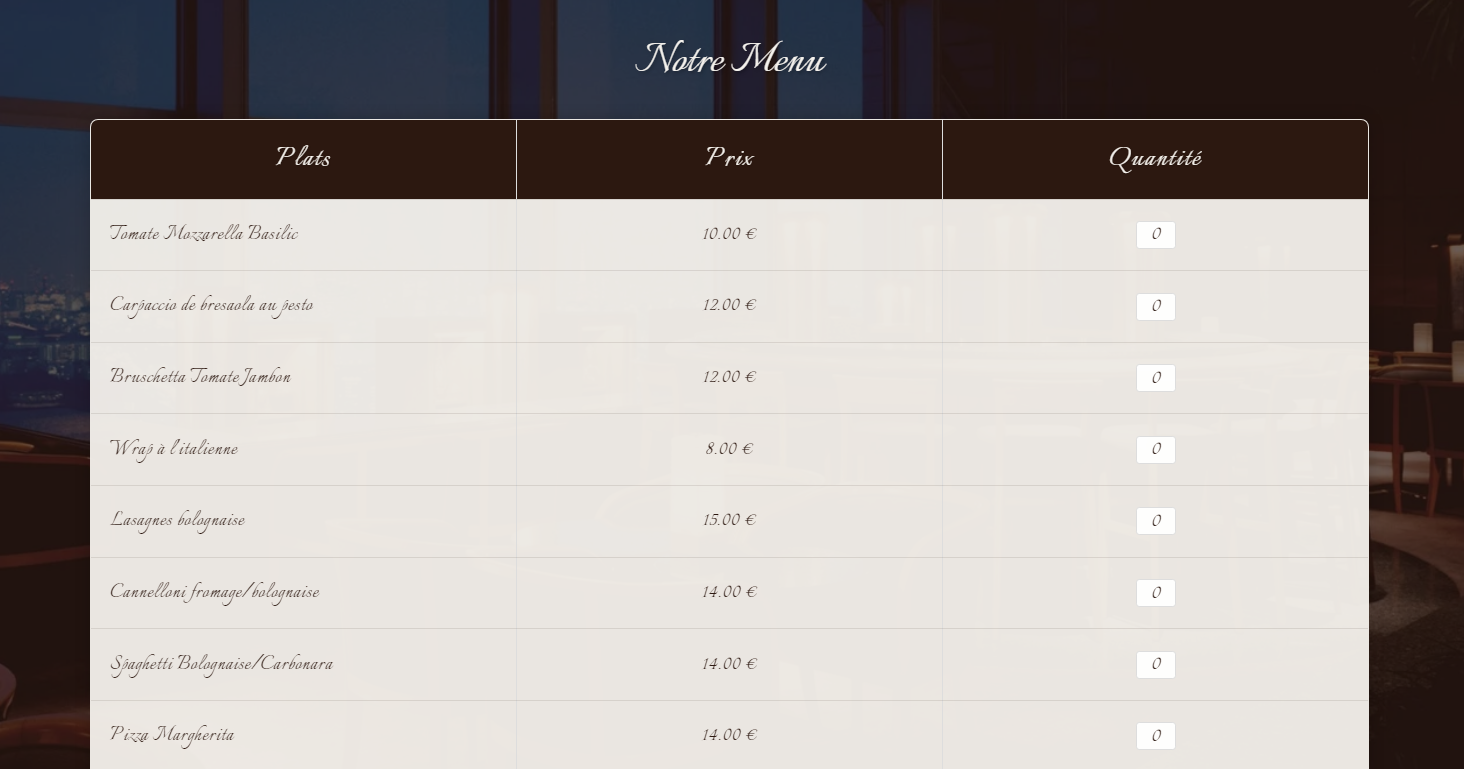 Notre Menu
Plats Prix Quantité
Tomate Mozzarella Basilic 10.00 € 0
Carpaccio de bresaola au pesto 12.00 € 0
Bruschetta Tomate Jambon 12.00 € 0
Wrap à l'italienne 8.00 € 0
Lasagnes bolognaise 15.00 € 0
Cannelloni fromage/bolognaise 14.00 € 0
Spaghetti Bolognaise/Carbonara 14.00 € 0
Pizza Margherita 14.00 € 0